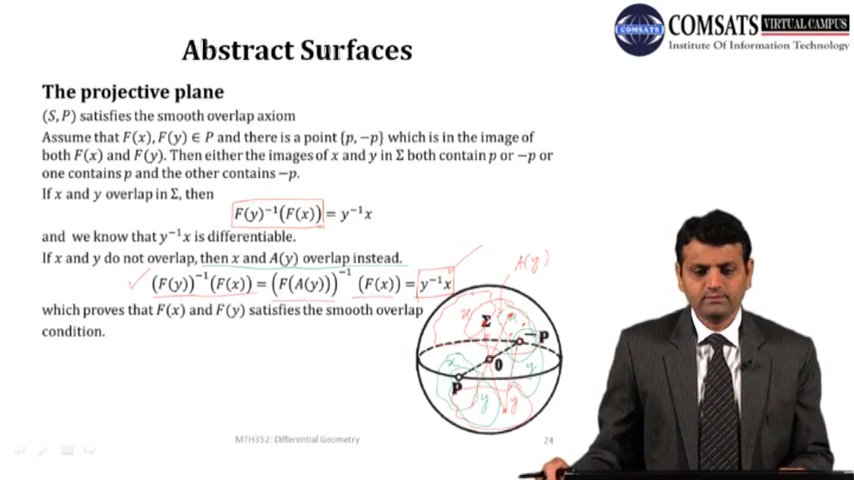 COMSATS VIRTUAL CAMPUS
COMSATS
Institute Of Information Technology
Abstract Surfaces
The projective plane
(S, P) satisfies the smooth overlap axiom
Assume that F(x), F(y) ∈ P and there is a point {p, −p} which is in the image of
both F(x) and F(y). Then either the images of x and y in Σ both contain p or −p or
one contains p and the other contains −p.
If x and y overlap in Σ, then
F(y)⁻¹(F(x)) = y⁻¹x
and we know that y⁻¹x is differentiable.
If x and y do not overlap, then x and A(y) overlap instead.
(F(y))⁻¹(F(x)) = (F(A(y)))⁻¹ (F(x)) = y⁻¹x
which proves that F(x) and F(y) satisfies the smooth overlap
condition.
A(y)
x
Σ
−P
O
x
y
P
y
y
MTH352: Differential Geometry
24